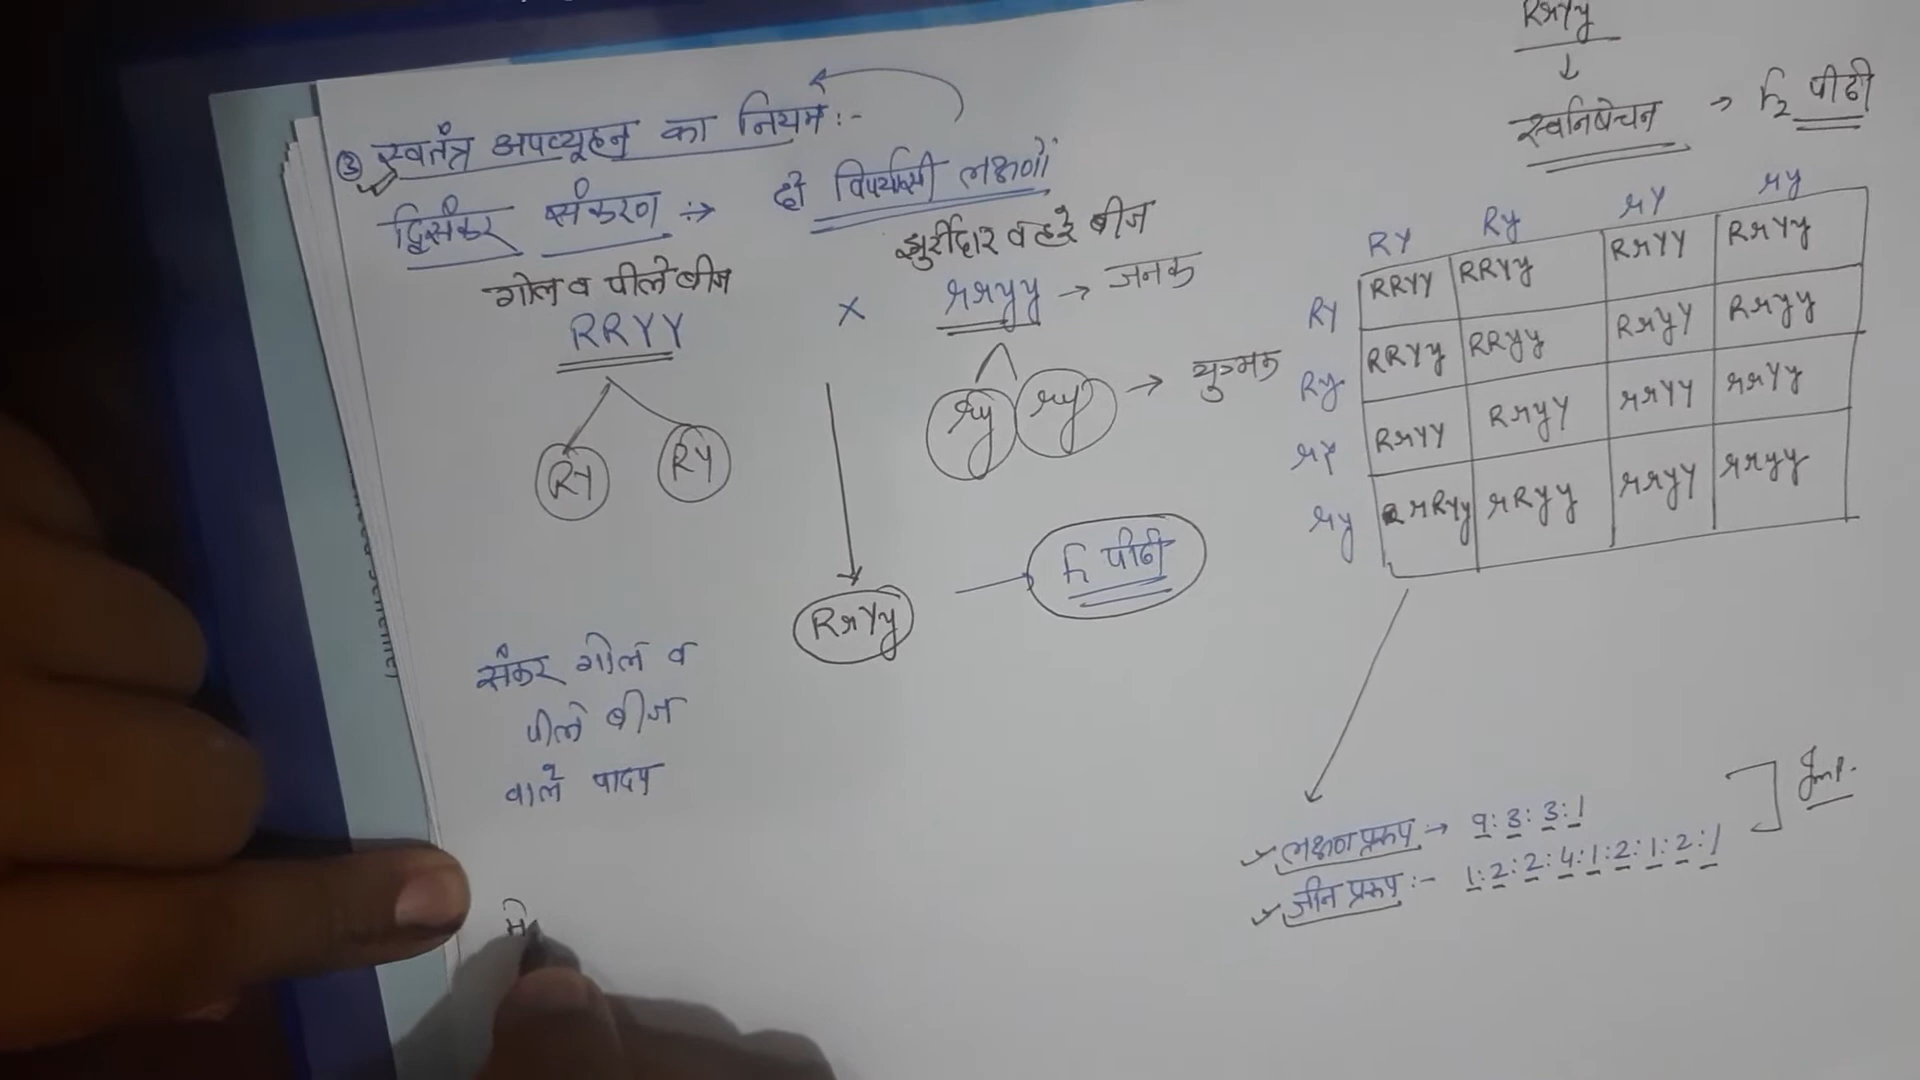 ③ स्वतंत्र अपव्यूहन का नियम :-
द्विसंकर संकरण :→ दो विपर्यासी लक्षणों
गोल व पीले बीज
RRYY
×
झुर्रीदार व हरे बीज
rryy → जनक
RY RY
ry ry → युग्मक
RrYy
F₁ पीढी
संकर गोल व
पीले बीज
वाले पादप
मे
RrYy
↓
स्वनिषेचन → F₂ पीढी
RY Ry rY ry
RY RRYY RRYy RrYY RrYy
Ry RRYy RRyy RryY Rryy
rY RrYY RryY rrYY rrYy
ry rRYy rRyy rryY rryy
लक्षण प्ररूप → 9:3:3:1
जीन प्ररूप :- 1:2:2:4:1:2:1:2:1
Imp.